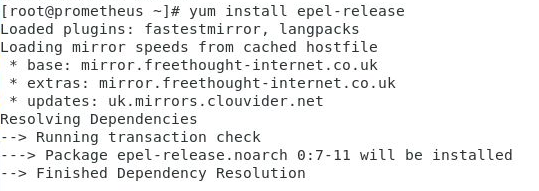 [root@prometheus ~]# yum install epel-release
Loaded plugins: fastestmirror, langpacks
Loading mirror speeds from cached hostfile
 * base: mirror.freethought-internet.co.uk
 * extras: mirror.freethought-internet.co.uk
 * updates: uk.mirrors.clouvider.net
Resolving Dependencies
--> Running transaction check
---> Package epel-release.noarch 0:7-11 will be installed
--> Finished Dependency Resolution